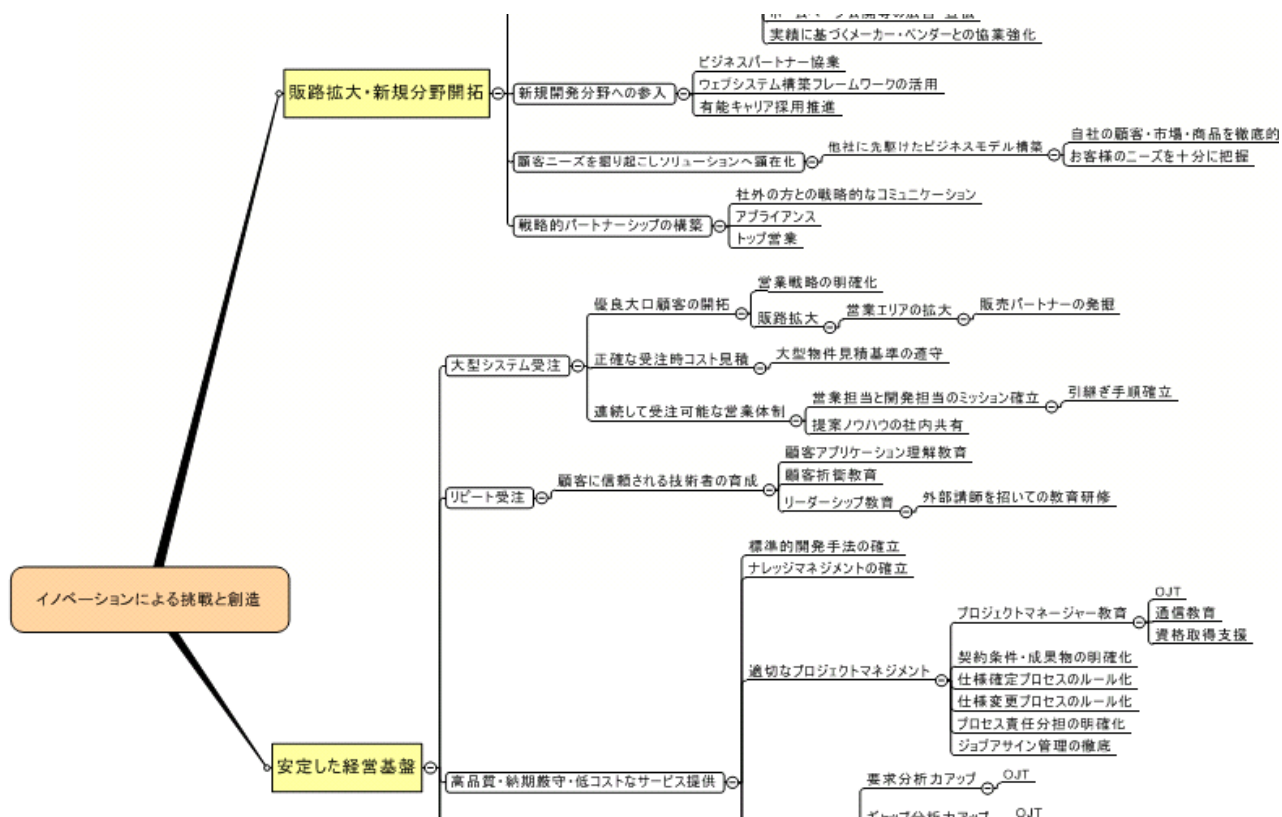 実績に基づくメーカー・ベンダーとの協業強化
販路拡大・新規分野開拓
新規開発分野への参入
ビジネスパートナー協業
ウェブシステム構築フレームワークの活用
有能キャリア採用推進
顧客ニーズを掘り起こしソリューションへ顕在化
他社に先駆けたビジネスモデル構築
自社の顧客・市場・商品を徹底的
お客様のニーズを十分に把握
戦略的パートナーシップの構築
社外の方との戦略的なコミュニケーション
アプライアンス
トップ営業
大型システム受注
優良大口顧客の開拓
営業戦略の明確化
販路拡大
営業エリアの拡大
販売パートナーの発掘
正確な受注時コスト見積
大型物件見積基準の遵守
連続して受注可能な営業体制
営業担当と開発担当のミッション確立
引継ぎ手順確立
提案ノウハウの社内共有
リピート受注
顧客に信頼される技術者の育成
顧客アプリケーション理解教育
顧客折衝教育
リーダーシップ教育
外部講師を招いての教育研修
イノベーションによる挑戦と創造
安定した経営基盤
高品質・納期厳守・低コストなサービス提供
標準的開発手法の確立
ナレッジマネジメントの確立
適切なプロジェクトマネジメント
プロジェクトマネージャー教育
OJT
通信教育
資格取得支援
契約条件・成果物の明確化
仕様確定プロセスのルール化
仕様変更プロセスのルール化
プロセス責任分担の明確化
ジョブアサイン管理の徹底
要求分析力アップ
OJT
ギャップ分析力アップ
OJT